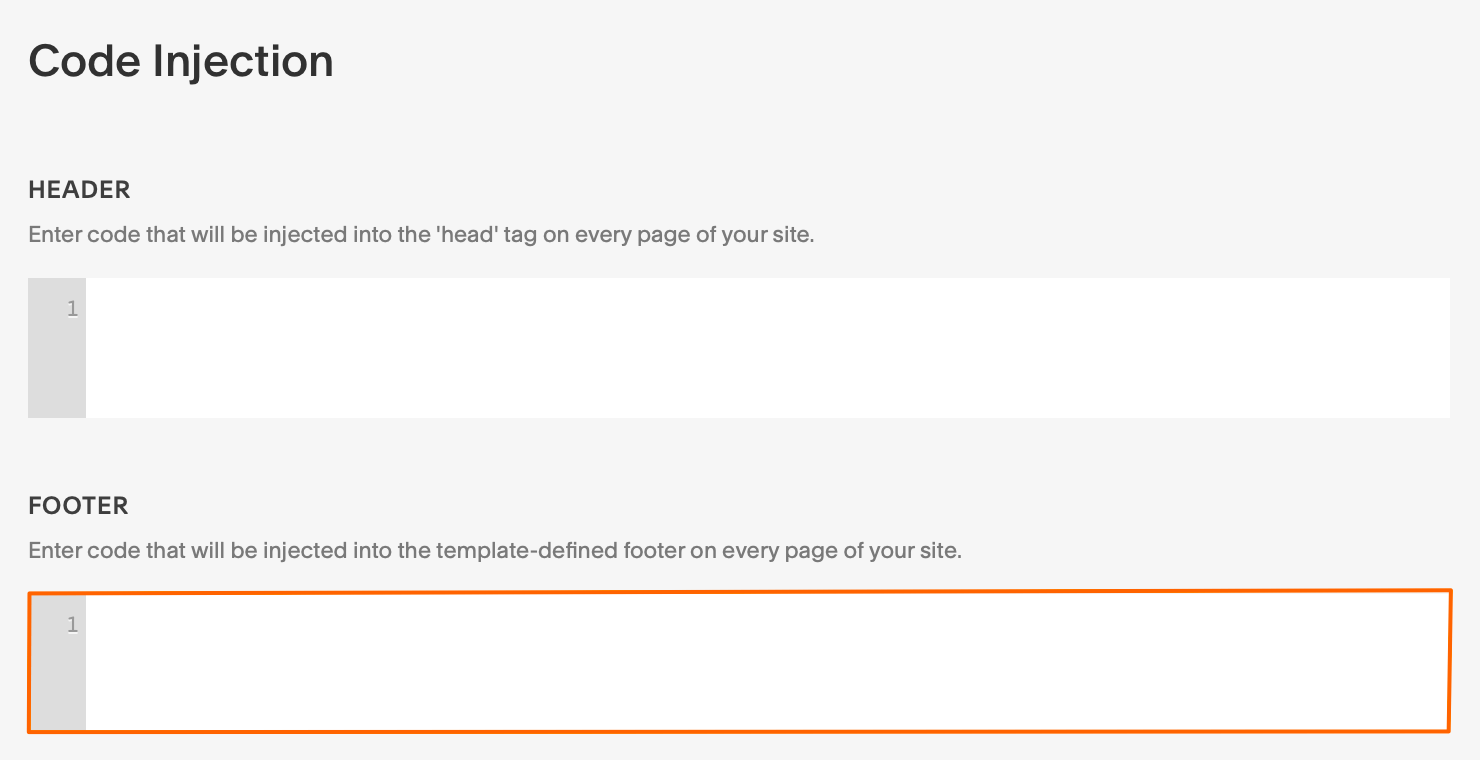 Code Injection
HEADER
Enter code that will be injected into the 'head' tag on every page of your site.
1
FOOTER
Enter code that will be injected into the template-defined footer on every page of your site.
1